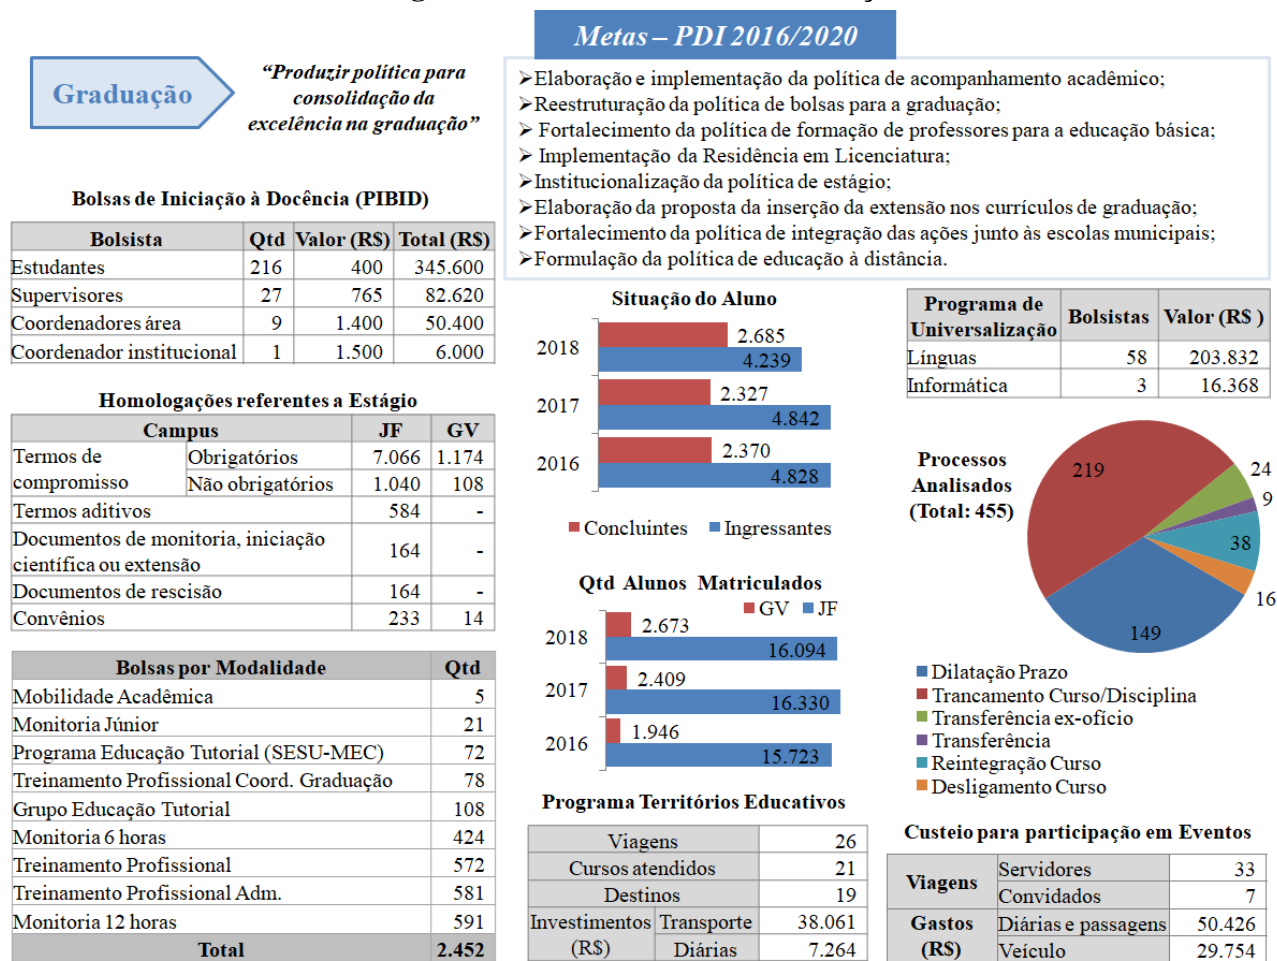 Metas – PDI 2016/2020
Graduação
“Produzir política para
consolidação da
excelência na graduação”
➢Elaboração e implementação da política de acompanhamento acadêmico;
➢Reestruturação da política de bolsas para a graduação;
➢ Fortalecimento da política de formação de professores para a educação básica;
➢ Implementação da Residência em Licenciatura;
➢Institucionalização da política de estágio;
➢Elaboração da proposta da inserção da extensão nos currículos de graduação;
➢Fortalecimento da política de integração das ações junto às escolas municipais;
➢Formulação da política de educação à distância.
Bolsas de Iniciação à Docência (PIBID)
Bolsista Qtd Valor (R$) Total (R$)
Estudantes 216 400 345.600
Supervisores 27 765 82.620
Coordenadores área 9 1.400 50.400
Coordenador institucional 1 1.500 6.000
Homologações referentes a Estágio
Campus JF GV
Termos de
compromisso
Obrigatórios 7.066 1.174
Não obrigatórios 1.040 108
Termos aditivos 584 -
Documentos de monitoria, iniciação
científica ou extensão 164 -
Documentos de rescisão 164 -
Convênios 233 14
Bolsas por Modalidade Qtd
Mobilidade Acadêmica 5
Monitoria Júnior 21
Programa Educação Tutorial (SESU-MEC) 72
Treinamento Profissional Coord. Graduação 78
Grupo Educação Tutorial 108
Monitoria 6 horas 424
Treinamento Profissional 572
Treinamento Profissional Adm. 581
Monitoria 12 horas 591
Total 2.452
Situação do Aluno
2018 2.685
4.239
2017 2.327
4.842
2016 2.370
4.828
Concluintes Ingressantes
Qtd Alunos Matriculados
GV JF
2018 2.673
16.094
2017 2.409
16.330
2016 1.946
15.723
Programa Territórios Educativos
Viagens 26
Cursos atendidos 21
Destinos 19
Investimentos
(R$)
Transporte 38.061
Diárias 7.264
Programa de
Universalização
Bolsistas Valor (R$ )
Línguas 58 203.832
Informática 3 16.368
Processos
Analisados
(Total: 455)
219
24
9
38
16
149
Dilatação Prazo
Trancamento Curso/Disciplina
Transferência ex-ofício
Transferência
Reintegração Curso
Desligamento Curso
Custeio para participação em Eventos
Viagens
Servidores 33
Convidados 7
Gastos
(R$)
Diárias e passagens 50.426
Veículo 29.754